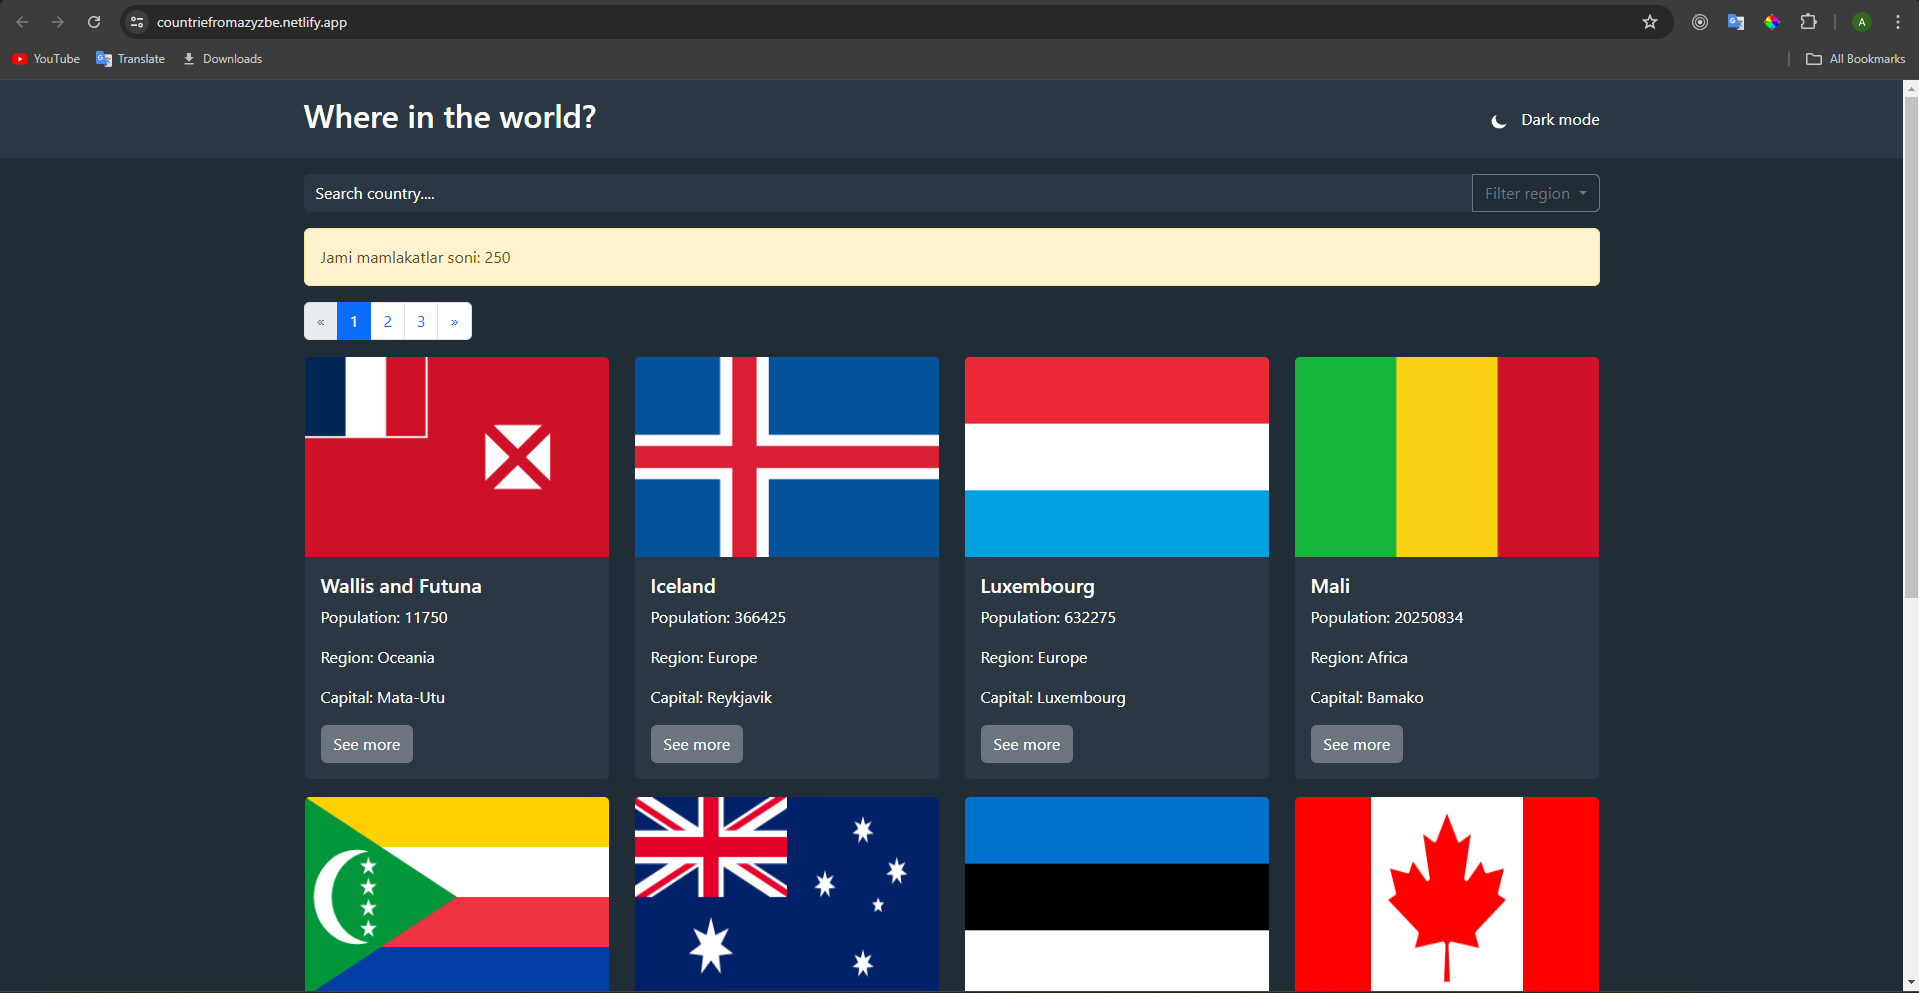 countriefromazyzbe.netlify.app
A
YouTube
Translate
Downloads
All Bookmarks
Where in the world?
Dark mode
Search country....
Filter region
Jami mamlakatlar soni: 250
« 1 2 3 »
Wallis and Futuna
Population: 11750
Region: Oceania
Capital: Mata-Utu
See more
Iceland
Population: 366425
Region: Europe
Capital: Reykjavik
See more
Luxembourg
Population: 632275
Region: Europe
Capital: Luxembourg
See more
Mali
Population: 20250834
Region: Africa
Capital: Bamako
See more